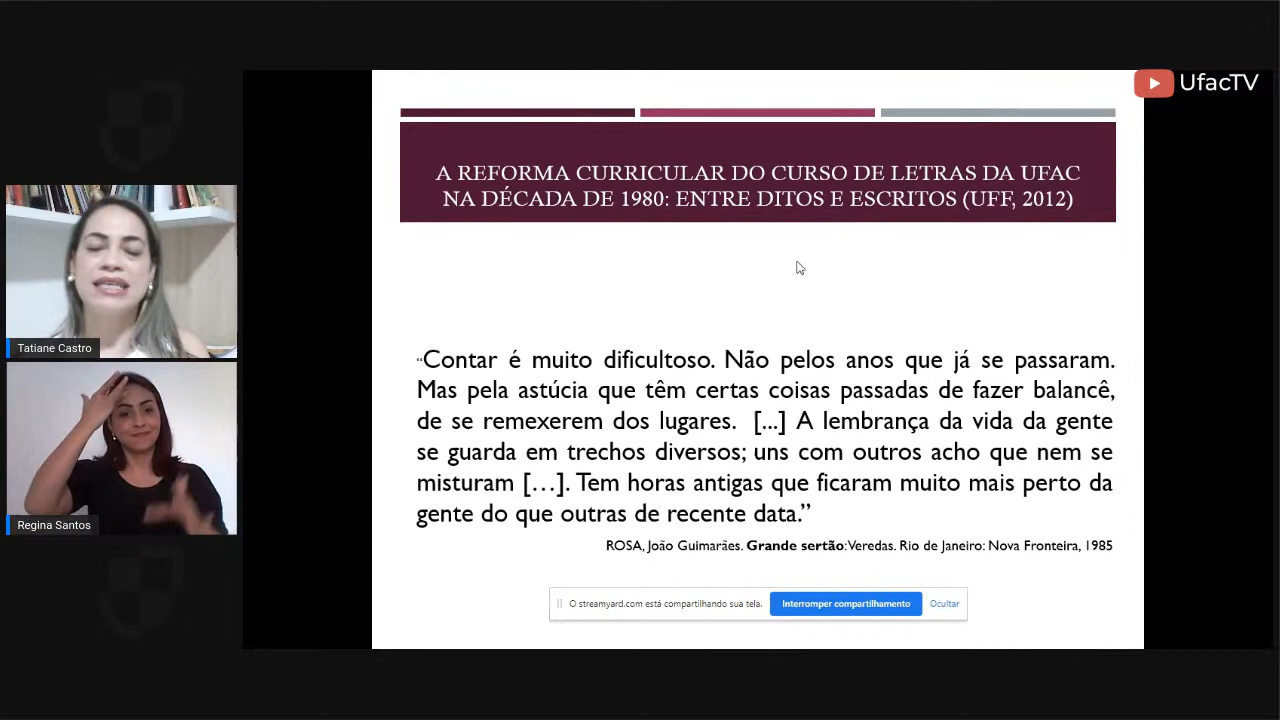 UfacTV
A REFORMA CURRICULAR DO CURSO DE LETRAS DA UFAC
NA DÉCADA DE 1980: ENTRE DITOS E ESCRITOS (UFF, 2012)
“Contar é muito dificultoso. Não pelos anos que já se passaram.
Mas pela astúcia que têm certas coisas passadas de fazer balancê,
de se remexerem dos lugares. [...] A lembrança da vida da gente
se guarda em trechos diversos; uns com outros acho que nem se
misturam [...]. Tem horas antigas que ficaram muito mais perto da
gente do que outras de recente data.”
ROSA, João Guimarães. Grande sertão: Veredas. Rio de Janeiro: Nova Fronteira, 1985
O streamyard.com está compartilhando sua tela. Interromper compartilhamento Ocultar
Tatiane Castro
Regina Santos